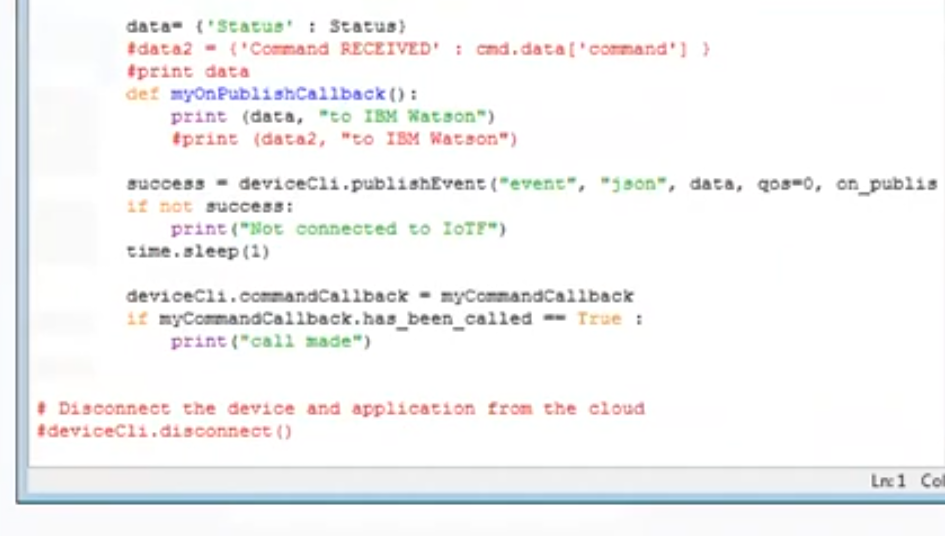 data= {'Status' : Status}
#data2 = {'Command RECEIVED' : cmd.data['command'] }
#print data
def myOnPublishCallback():
print (data, "to IBM Watson")
#print (data2, "to IBM Watson")
success = deviceCli.publishEvent("event", "json", data, qos=0, on_publis
if not success:
print("Not connected to IoTF")
time.sleep(1)
deviceCli.commandCallback = myCommandCallback
if myCommandCallback.has_been_called == True :
print("call made")
# Disconnect the device and application from the cloud
#deviceCli.disconnect()
Ln: 1 Col